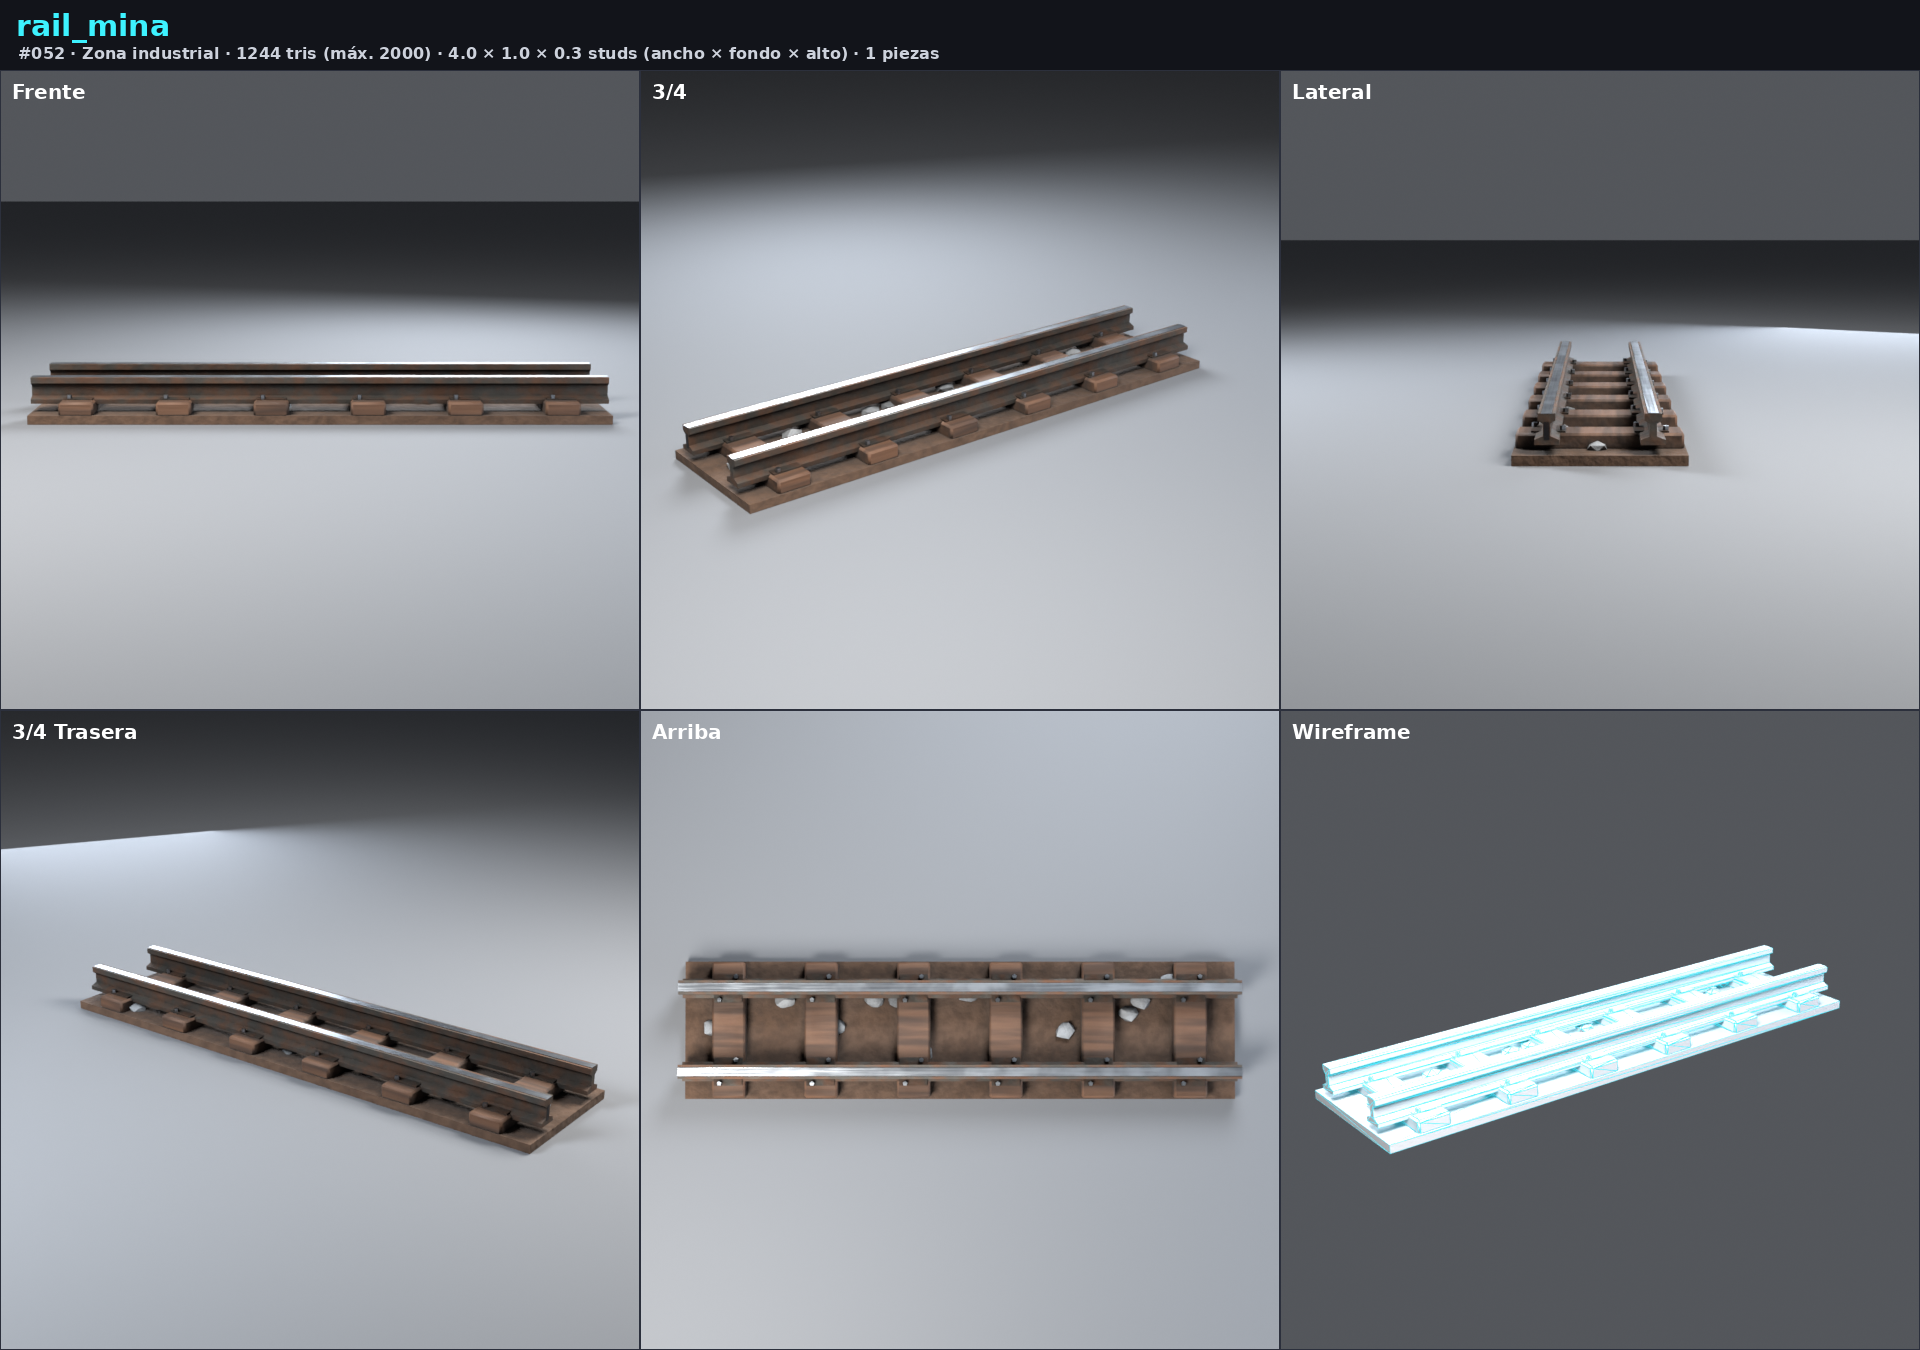 rail_mina
#052 · Zona industrial · 1244 tris (máx. 2000) · 4.0 × 1.0 × 0.3 studs (ancho × fondo × alto) · 1 piezas
Frente
3/4
Lateral
3/4 Trasera
Arriba
Wireframe